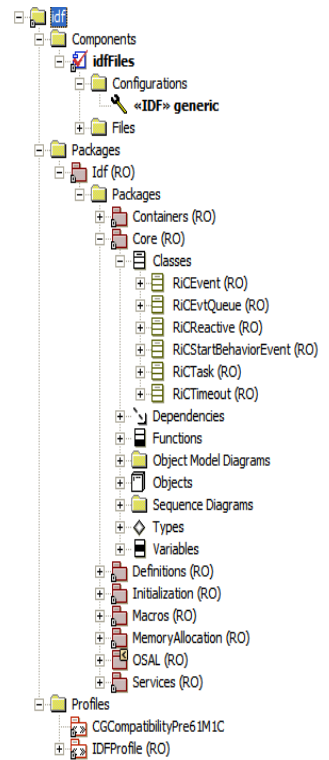 idf
Components
idfFiles
Configurations
«IDF» generic
Files
Packages
Idf (RO)
Packages
Containers (RO)
Core (RO)
Classes
RiCEvent (RO)
RiCEvtQueue (RO)
RiCReactive (RO)
RiCStartBehaviorEvent (RO)
RiCTask (RO)
RiCTimeout (RO)
Dependencies
Functions
Object Model Diagrams
Objects
Sequence Diagrams
Types
Variables
Definitions (RO)
Initialization (RO)
Macros (RO)
MemoryAllocation (RO)
OSAL (RO)
Services (RO)
Profiles
CGCompatibilityPre61M1C
IDFProfile (RO)